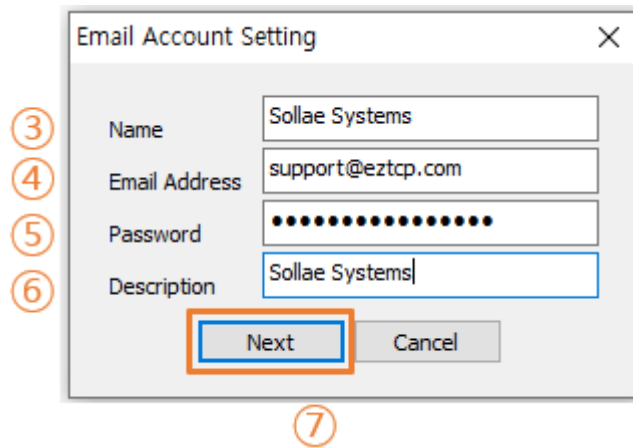 Email Account Setting
③ Name Sollae Systems
④ Email Address support@eztcp.com
⑤ Password ●●●●●●●●●●●●●●●●
⑥ Description Sollae Systems
Next Cancel
⑦